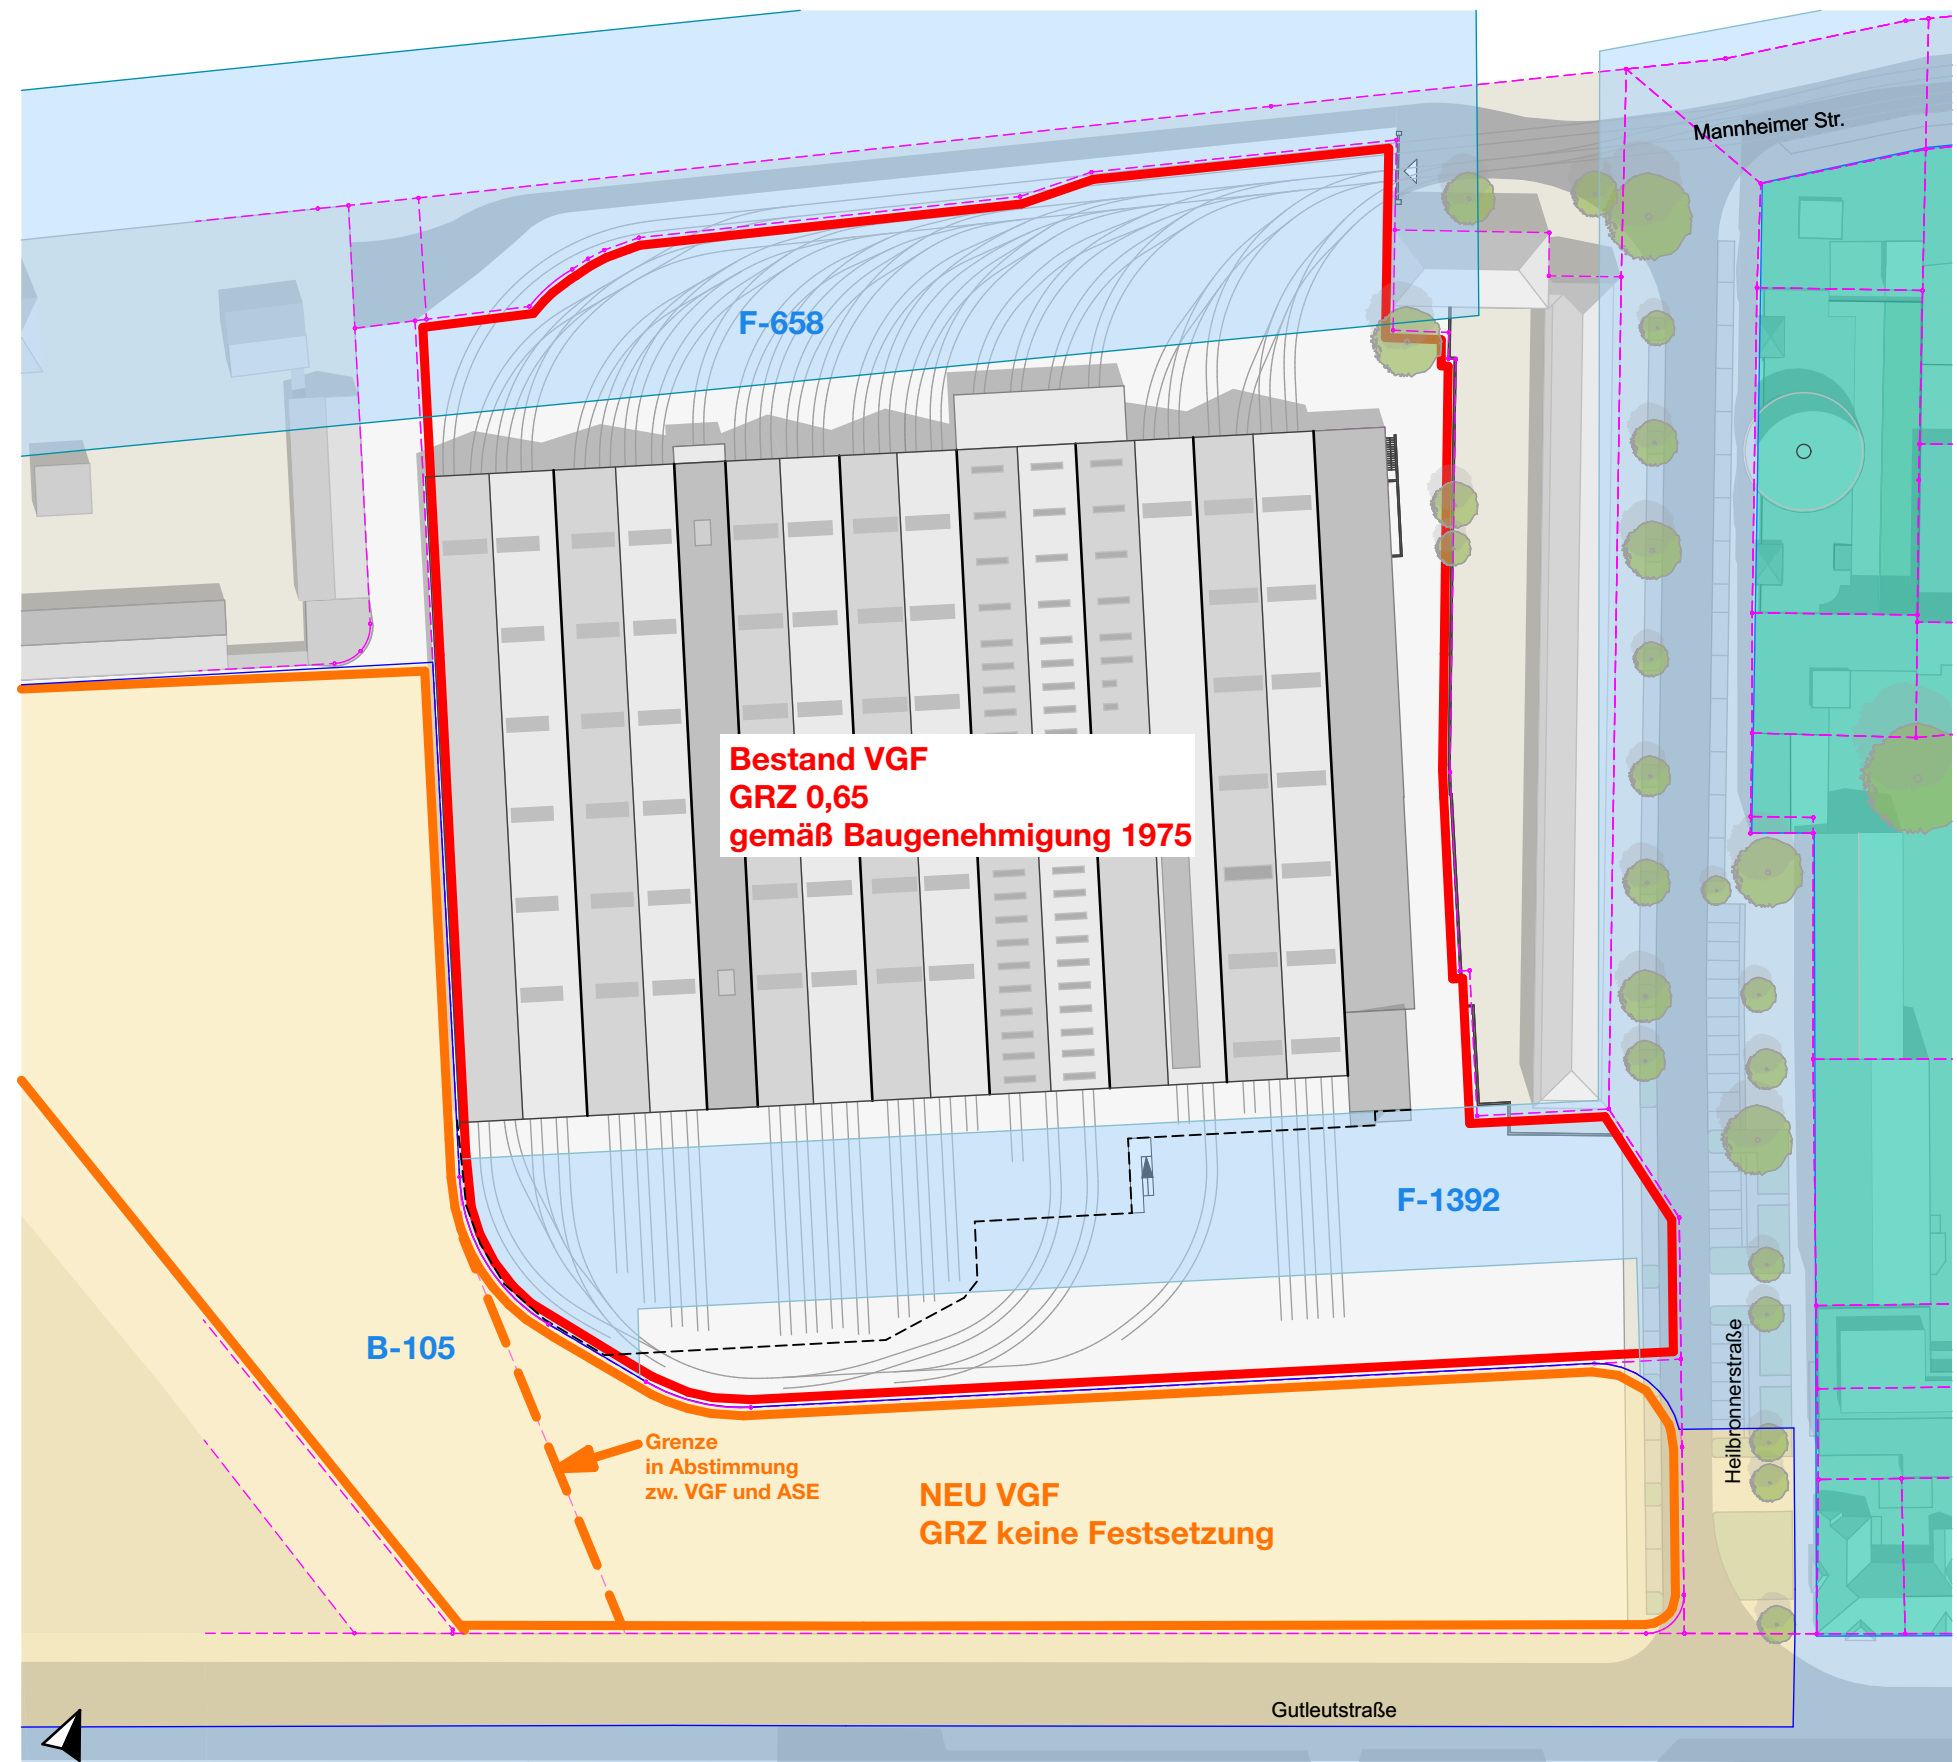 Mannheimer Str.
F-658
Bestand VGF
GRZ 0,65
gemäß Baugenehmigung 1975
F-1392
B-105
Heilbronnerstraße
Grenze
in Abstimmung
zw. VGF und ASE
NEU VGF
GRZ keine Festsetzung
Gutleutstraße